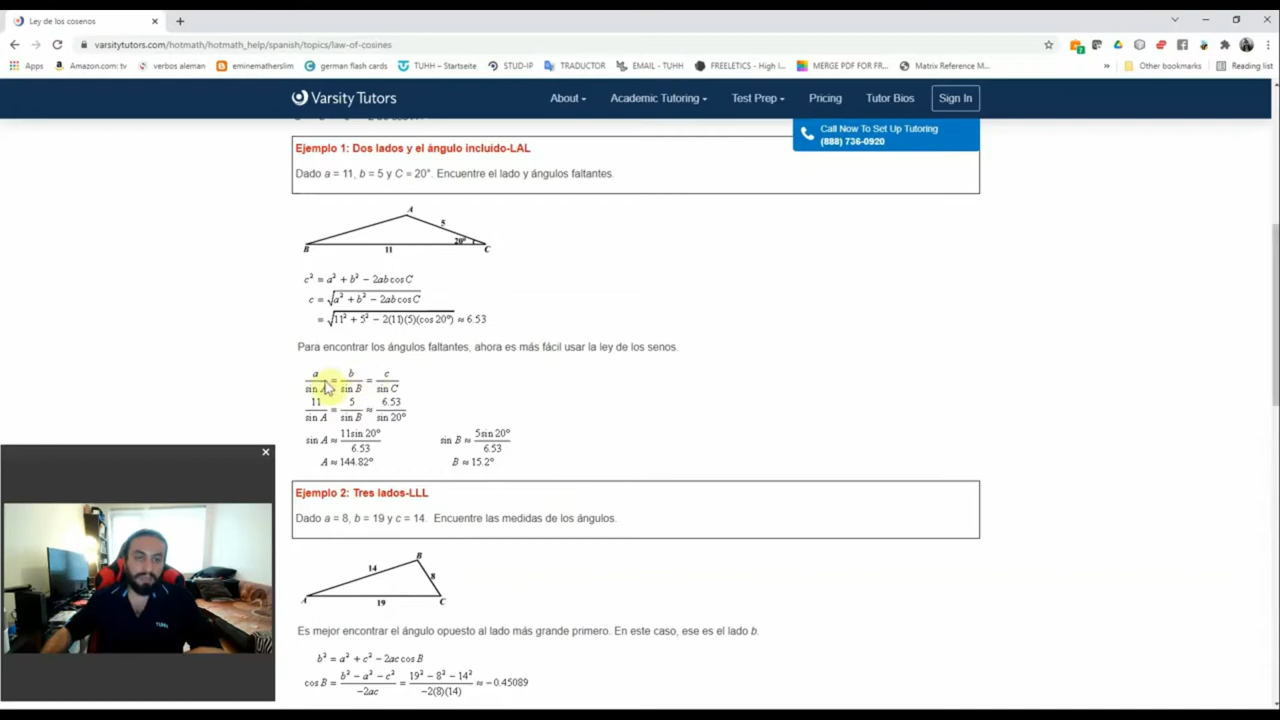 Ley de los cosenos
varsitytutors.com/hotmath/hotmath_help/spanish/topics/law-of-cosines
Apps Amazon.com: tv verbos aleman eminematherslim german flash cards TUHH – Startseite STUD-IP TRADUCTOR EMAIL - TUHH FREELETICS – High I... MERGE PDF FOR FR... Matrix Reference M... » Other bookmarks Reading list
Varsity Tutors About Academic Tutoring Test Prep Pricing Tutor Bios Sign In
Call Now To Set Up Tutoring
(888) 736-0920
Ejemplo 1: Dos lados y el ángulo incluido-LAL
Dado a = 11, b = 5 y C = 20°. Encuentre el lado y ángulos faltantes.
A
5
20°
B
C
11
c² = a² + b² − 2ab cos C
c = √a² + b² − 2ab cos C
= √11² + 5² − 2(11)(5)(cos 20°) ≈ 6.53
Para encontrar los ángulos faltantes, ahora es más fácil usar la ley de los senos.
a/sin A = b/sin B = c/sin C
11/sin A = 5/sin B ≈ 6.53/sin 20°
sin A ≈ 11sin 20°/6.53 sin B ≈ 5sin 20°/6.53
A ≈ 144.82° B ≈ 15.2°
Ejemplo 2: Tres lados-LLL
Dado a = 8, b = 19 y c = 14. Encuentre las medidas de los ángulos.
B
14
8
A
C
19
Es mejor encontrar el ángulo opuesto al lado más grande primero. En este caso, ese es el lado b.
b² = a² + c² − 2ac cos B
cos B = b² − a² − c²/−2ac = 19² − 8² − 14²/−2(8)(14) ≈ −0.45089
TUHH